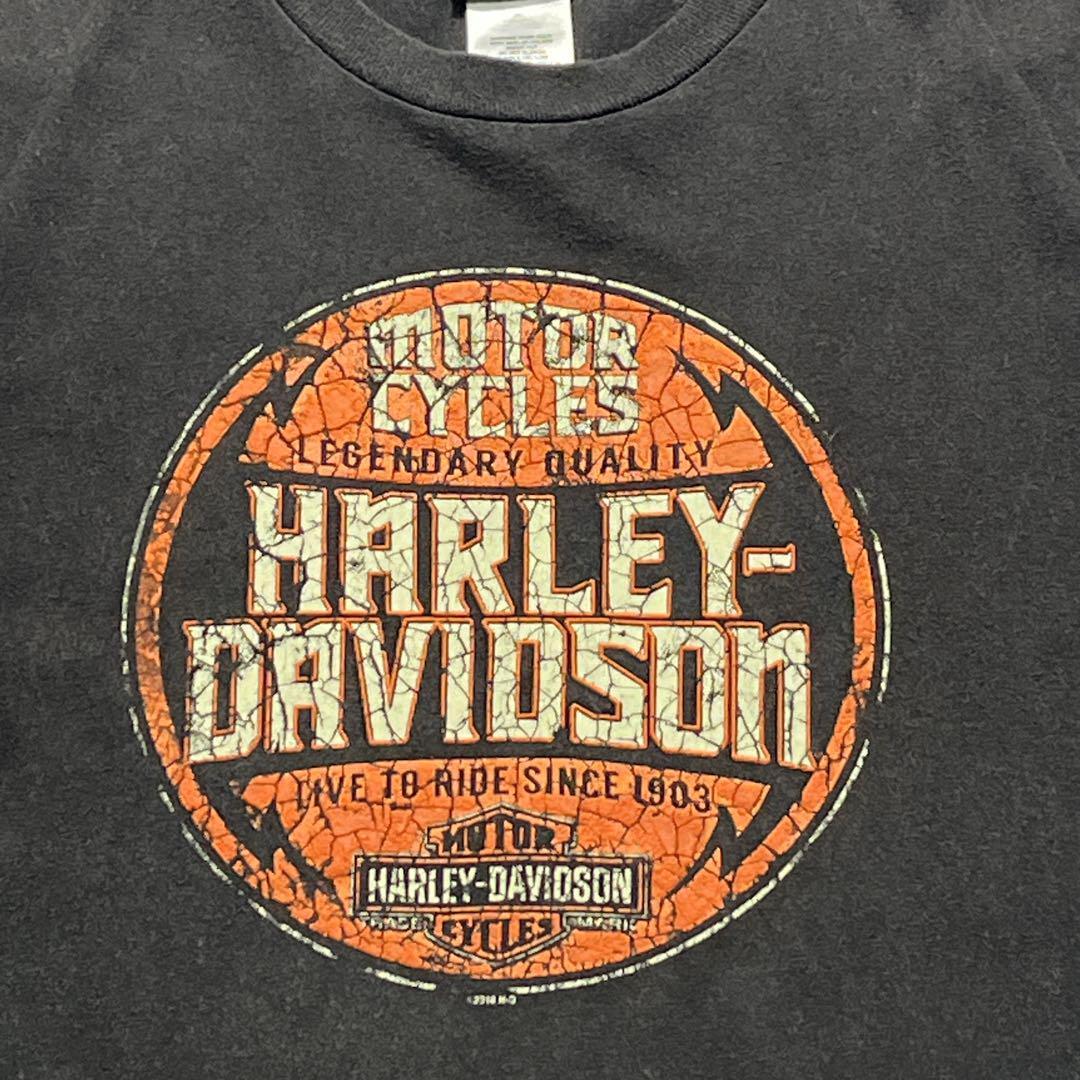 MOTOR
CYCLES
LEGENDARY QUALITY
HARLEY-
DAVIDSON
LIVE TO RIDE SINCE 1903
MOTOR
HARLEY-DAVIDSON
CYCLES